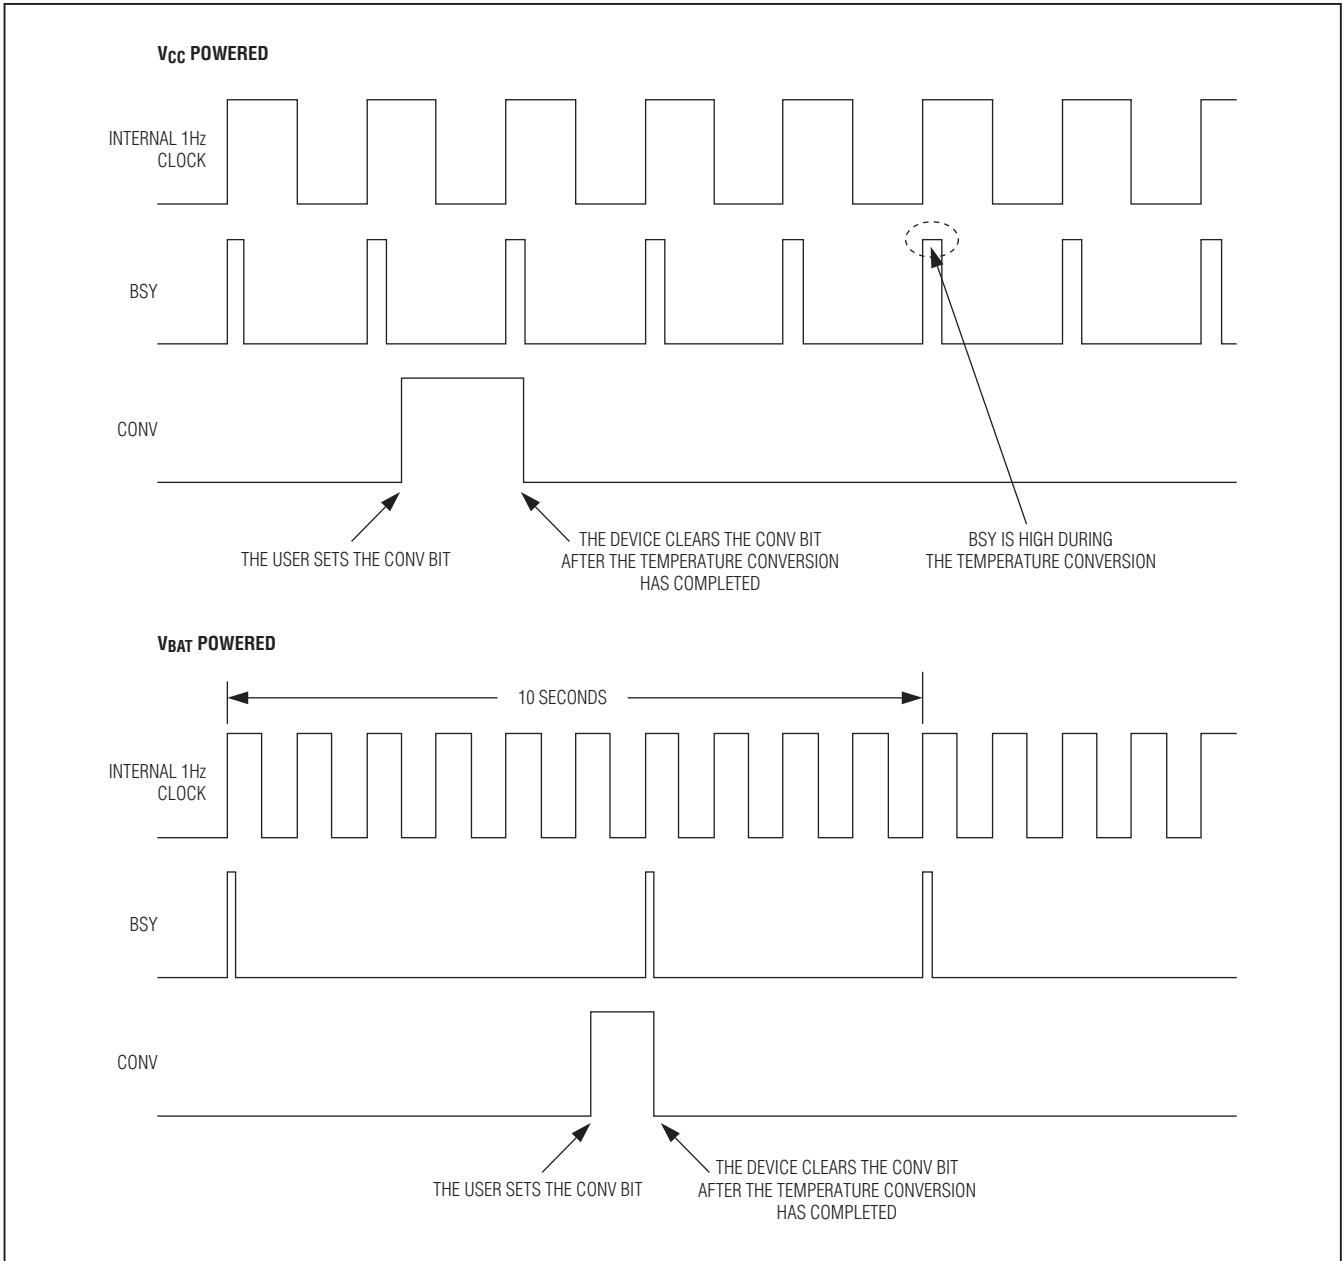 VCC POWERED
INTERNAL 1Hz
CLOCK
BSY
CONV
THE USER SETS THE CONV BIT
THE DEVICE CLEARS THE CONV BIT
AFTER THE TEMPERATURE CONVERSION
HAS COMPLETED
BSY IS HIGH DURING
THE TEMPERATURE CONVERSION
VBAT POWERED
10 SECONDS
INTERNAL 1Hz
CLOCK
BSY
CONV
THE USER SETS THE CONV BIT
THE DEVICE CLEARS THE CONV BIT
AFTER THE TEMPERATURE CONVERSION
HAS COMPLETED